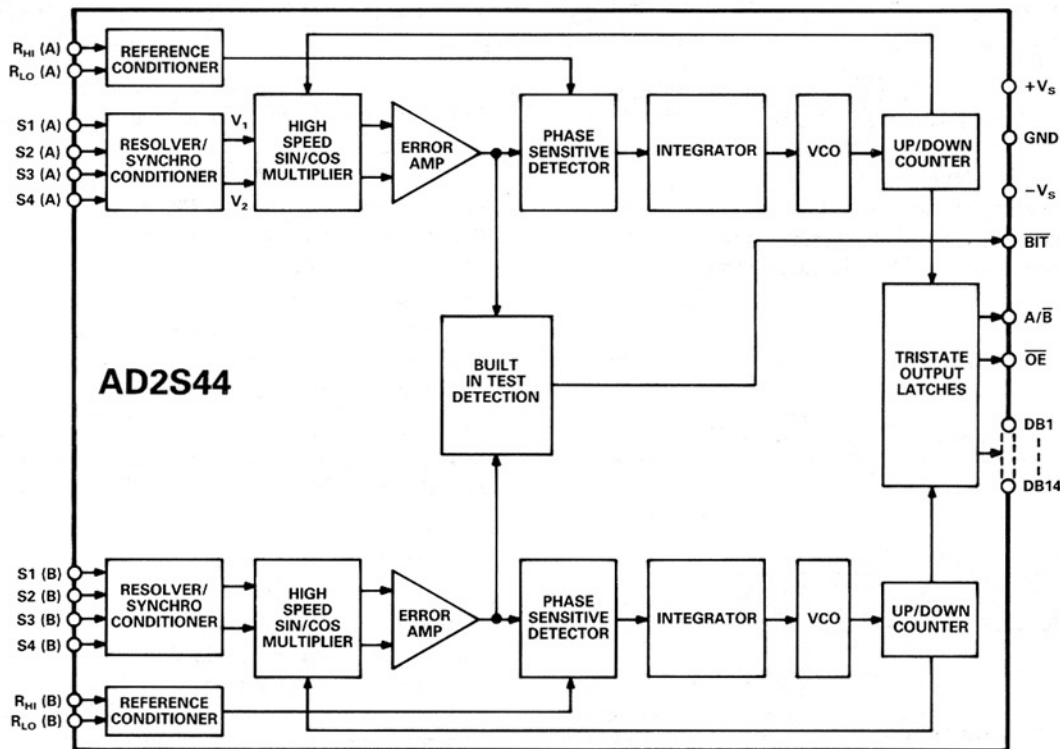 R_HI (A)
R_LO (A)
REFERENCE
CONDITIONER
S1 (A)
S2 (A)
S3 (A)
S4 (A)
RESOLVER/
SYNCHRO
CONDITIONER
V₁
V₂
HIGH
SPEED
SIN/COS
MULTIPLIER
ERROR
AMP
PHASE
SENSITIVE
DETECTOR
INTEGRATOR
VCO
UP/DOWN
COUNTER
+V_S
GND
−V_S
B̅I̅T̅
A/B̅
O̅E̅
DB1
DB14
TRISTATE
OUTPUT
LATCHES
BUILT
IN TEST
DETECTION
AD2S44
S1 (B)
S2 (B)
S3 (B)
S4 (B)
RESOLVER/
SYNCHRO
CONDITIONER
HIGH
SPEED
SIN/COS
MULTIPLIER
ERROR
AMP
PHASE
SENSITIVE
DETECTOR
INTEGRATOR
VCO
UP/DOWN
COUNTER
R_HI (B)
R_LO (B)
REFERENCE
CONDITIONER